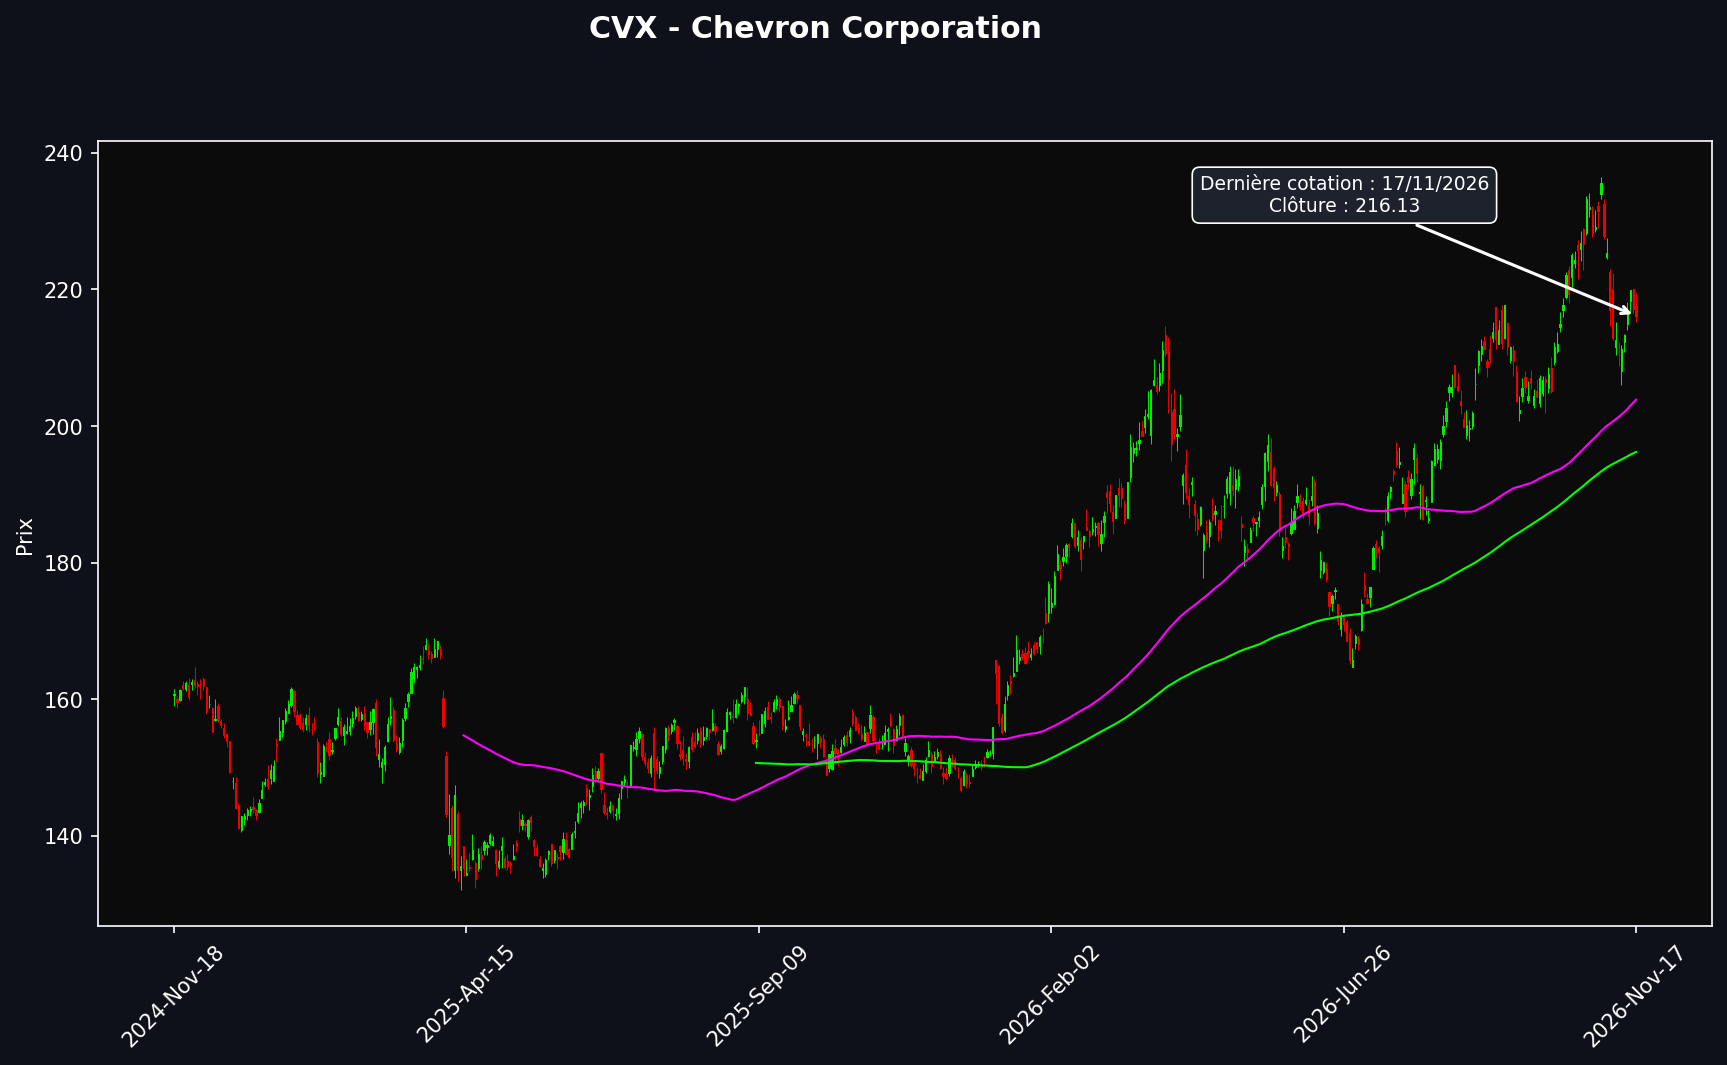 CVX - Chevron Corporation
Dernière cotation : 17/11/2026
Clôture : 216.13
Prix
240
220
200
180
160
140
2024-Nov-18
2025-Apr-15
2025-Sep-09
2026-Feb-02
2026-Jun-26
2026-Nov-17